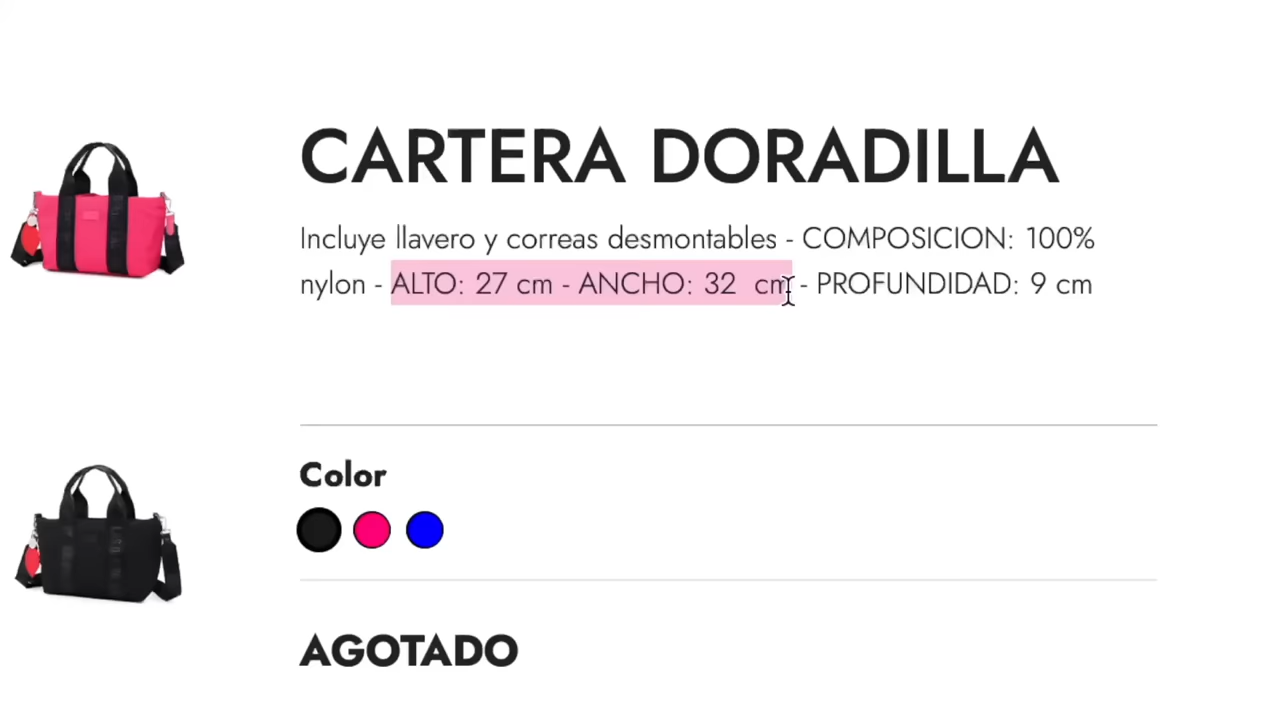 CARTERA DORADILLA
Incluye llavero y correas desmontables - COMPOSICION: 100%
nylon - ALTO: 27 cm - ANCHO: 32  cm - PROFUNDIDAD: 9 cm
Color
AGOTADO